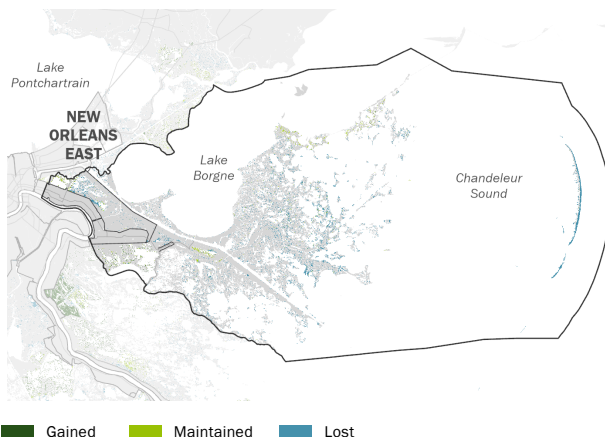 Lake
Pontchartrain
NEW
ORLEANS
EAST
Lake
Borgne
Chandeleur
Sound
Gained
Maintained
Lost